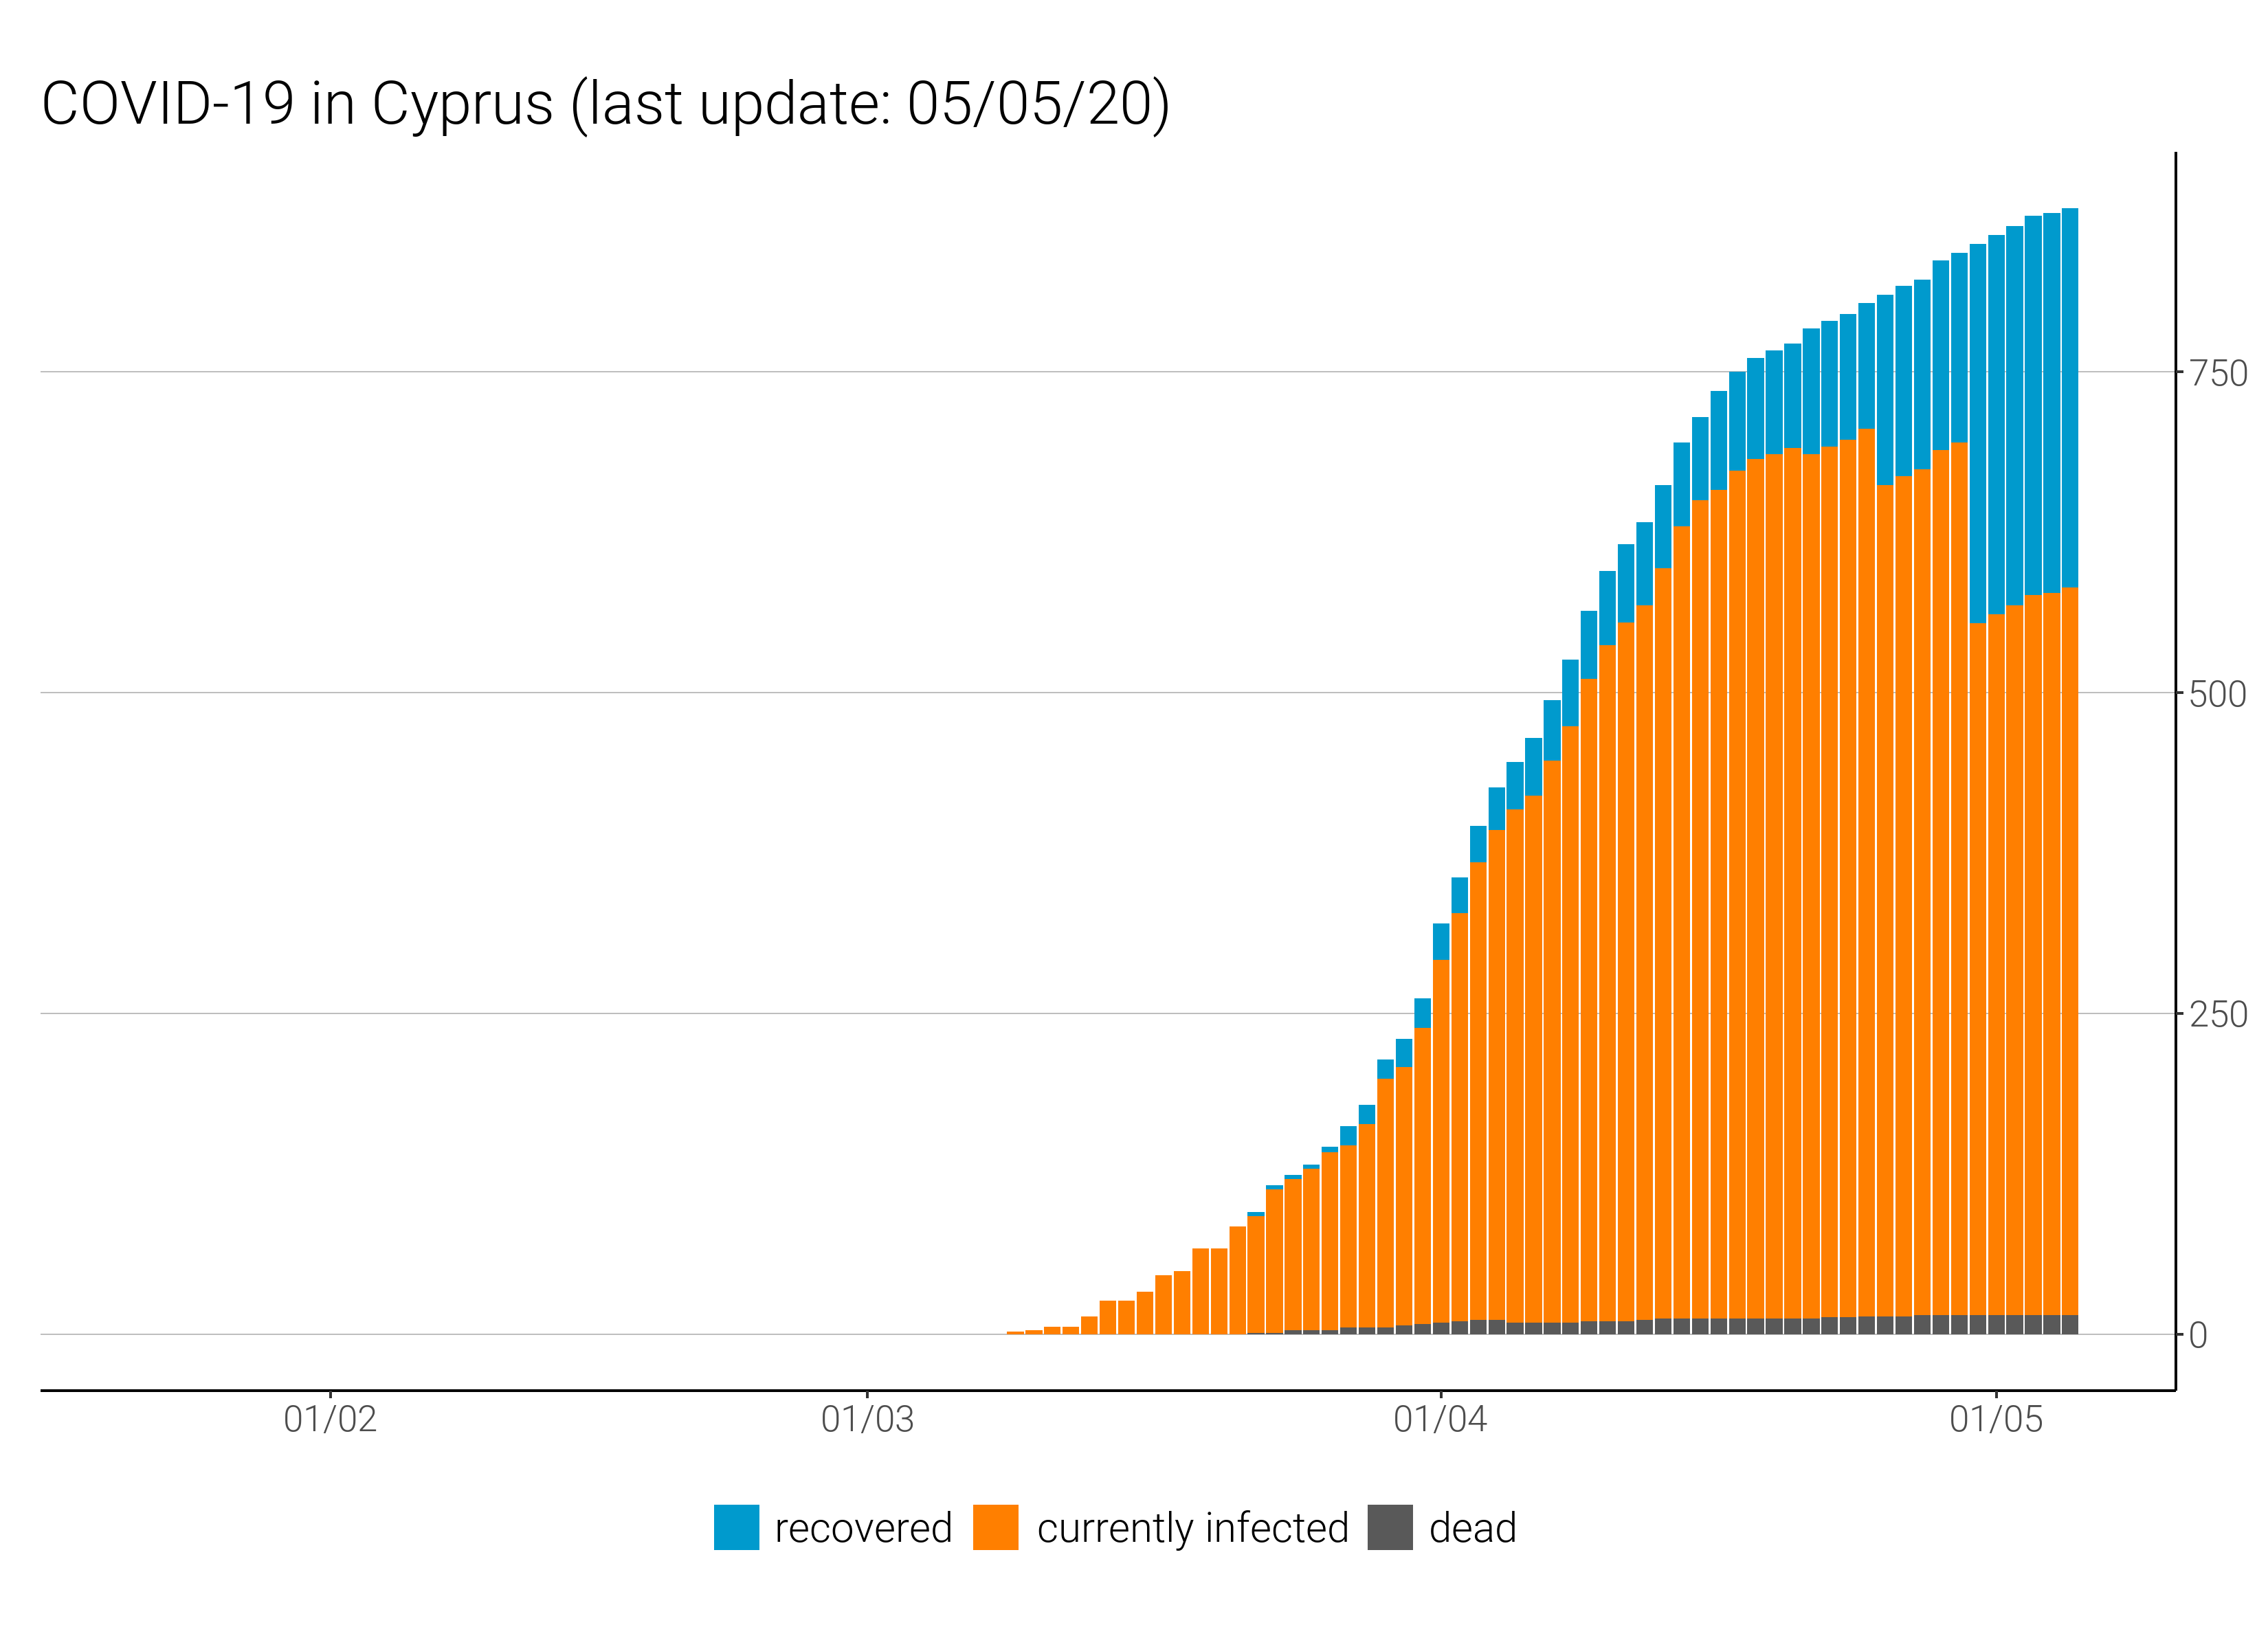 COVID-19 in Cyprus (last update: 05/05/20)
750
500
250
0
01/02 01/03 01/04 01/05
recovered currently infected dead